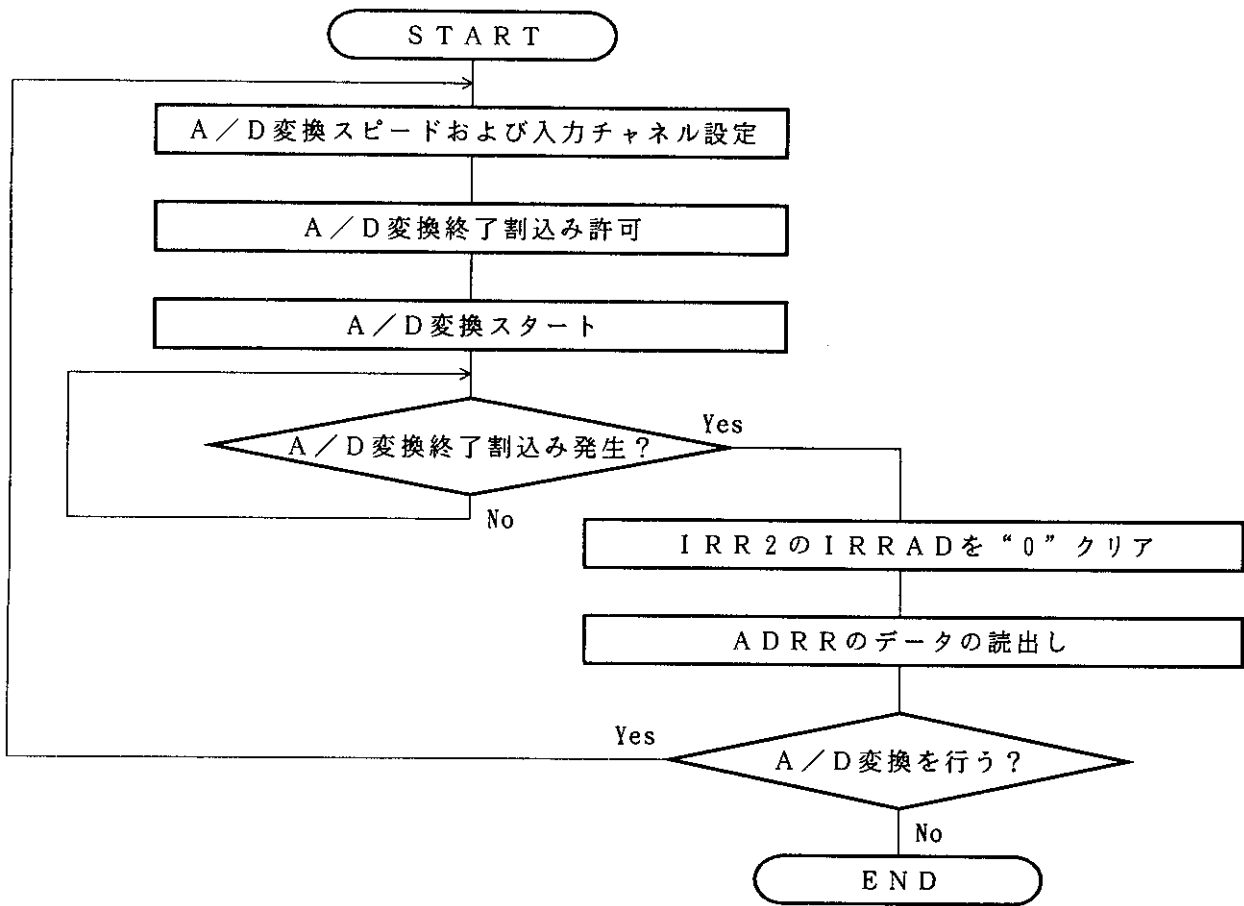 START
A／D変換スピードおよび入力チャネル設定
A／D変換終了割込み許可
A／D変換スタート
A／D変換終了割込み発生？
Yes
No
IRR2のIRRADを“0”クリア
ADRRのデータの読出し
Yes
A／D変換を行う？
No
END